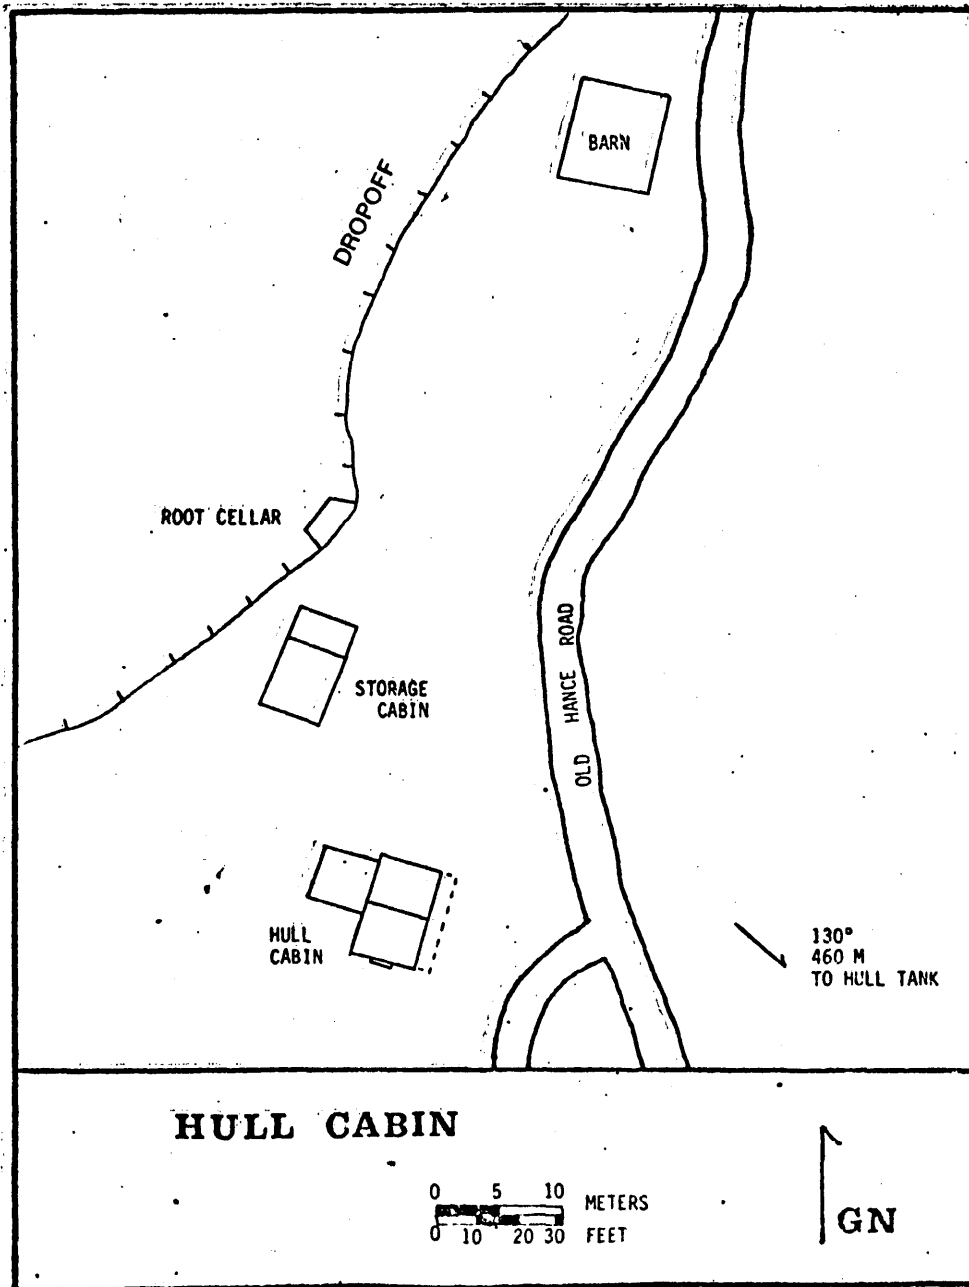 BARN
DROPOFF
ROOT CELLAR
STORAGE
CABIN
OLD HANCE ROAD
HULL
CABIN
130°
460 M
TO HULL TANK
HULL CABIN
0 5 10 METERS
0 10 20 30 FEET
GN